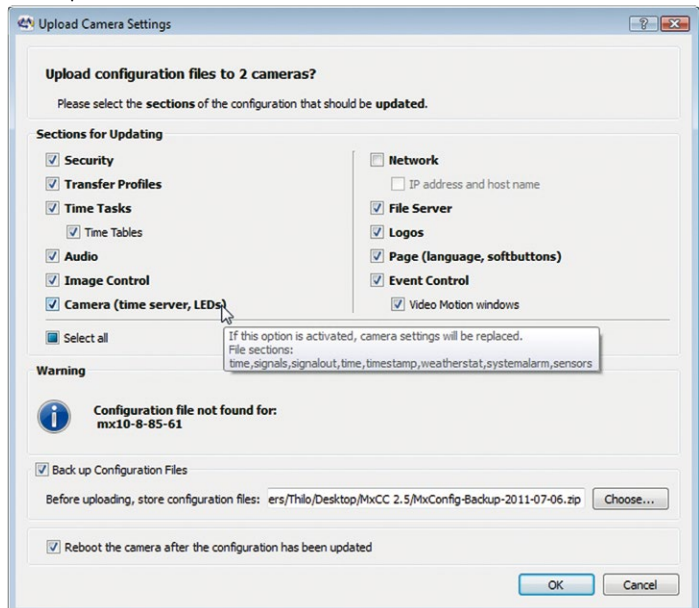 Upload Camera Settings
Upload configuration files to 2 cameras?
Please select the sections of the configuration that should be updated.
Sections for Updating
Security
Transfer Profiles
Time Tasks
Time Tables
Audio
Image Control
Camera (time server, LEDs)
Network
IP address and host name
File Server
Logos
Page (language, softbuttons)
Event Control
Video Motion windows
Select all
If this option is activated, camera settings will be replaced.
File sections:
time,signals,signalout,time,timestamp,weatherstat,systemalarm,sensors
Warning
Configuration file not found for:
mx10-8-85-61
Back up Configuration Files
Before uploading, store configuration files: ers/Thilo/Desktop/MxCC 2.5/MxConfig-Backup-2011-07-06.zip Choose...
Reboot the camera after the configuration has been updated
OK Cancel